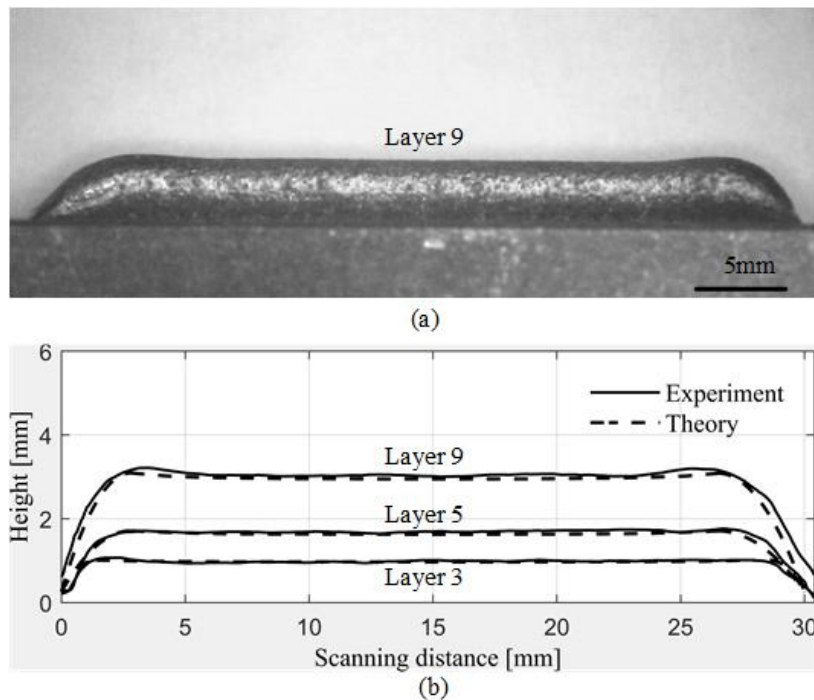 Layer 9
5mm
(a)
6
4
2
0
Height [mm]
Experiment
Theory
Layer 9
Layer 5
Layer 3
0 5 10 15 20 25 30
Scanning distance [mm]
(b)